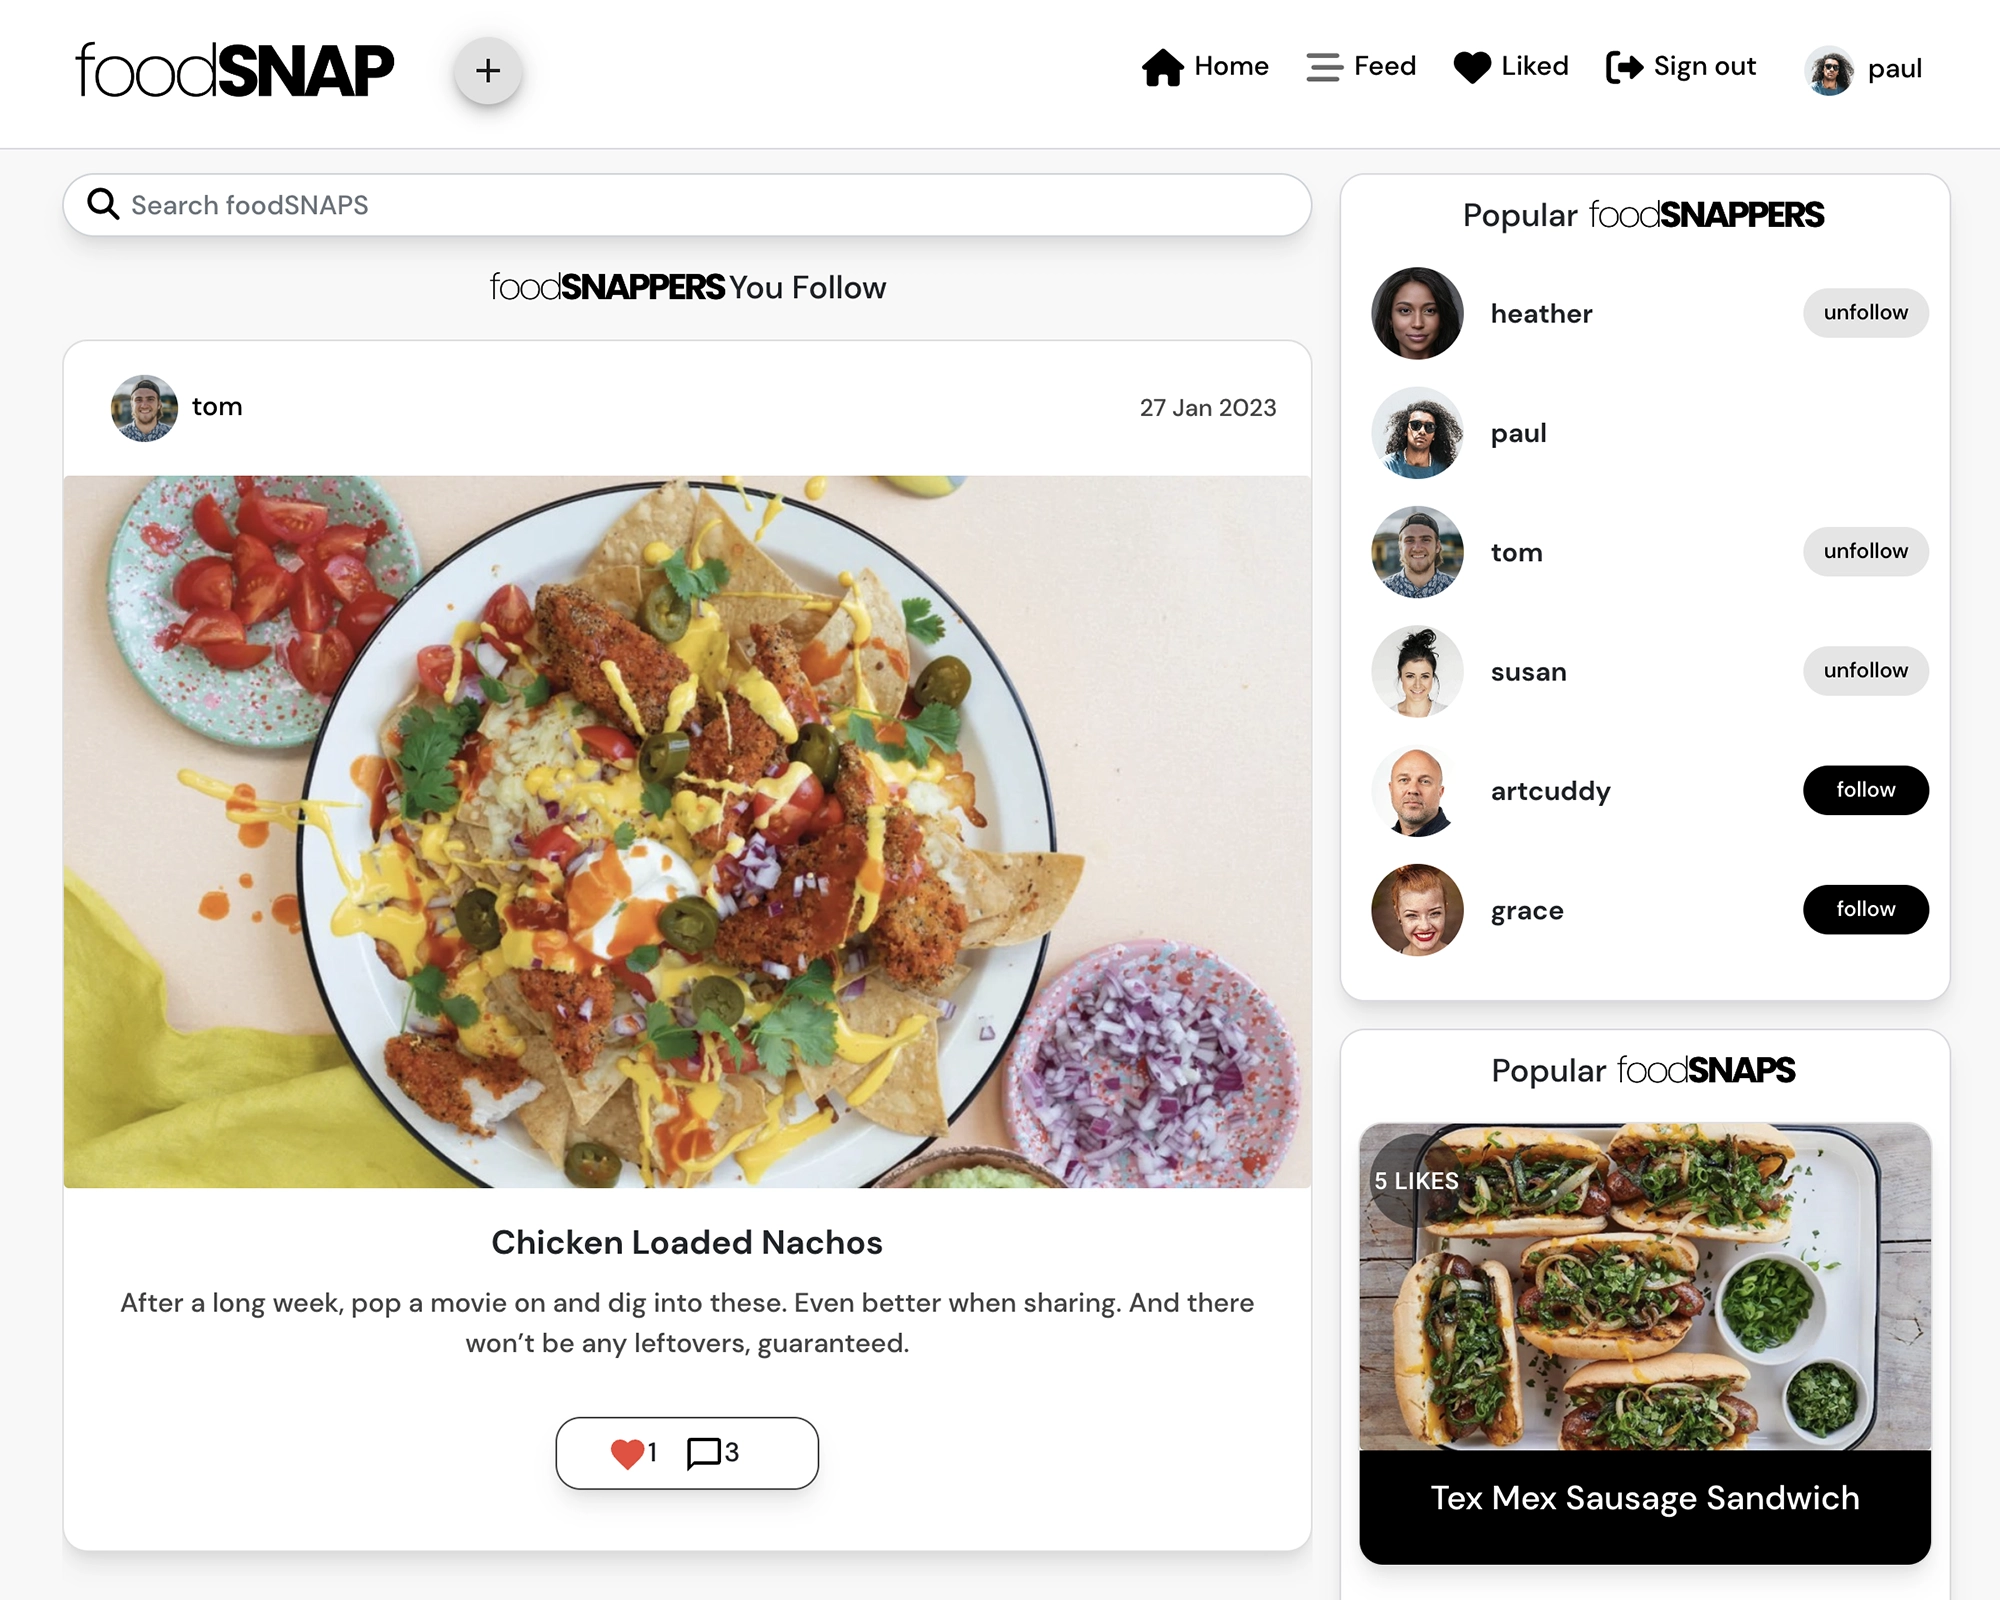 foodSNAP
+
Home
Feed
Liked
Sign out
paul
Search foodSNAPS
foodSNAPPERS You Follow
tom
27 Jan 2023
Chicken Loaded Nachos
After a long week, pop a movie on and dig into these. Even better when sharing. And there
won’t be any leftovers, guaranteed.
1
3
Popular foodSNAPPERS
heather
unfollow
paul
tom
unfollow
susan
unfollow
artcuddy
follow
grace
follow
Popular foodSNAPS
5 LIKES
Tex Mex Sausage Sandwich